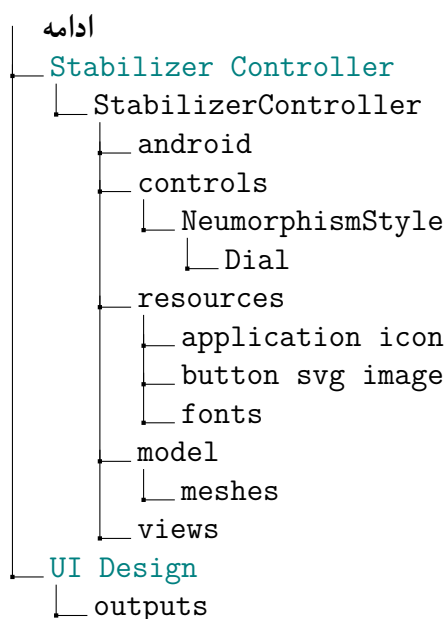 ادامه
Stabilizer Controller
StabilizerController
android
controls
NeumorphismStyle
Dial
resources
application icon
button svg image
fonts
model
meshes
views
UI Design
outputs